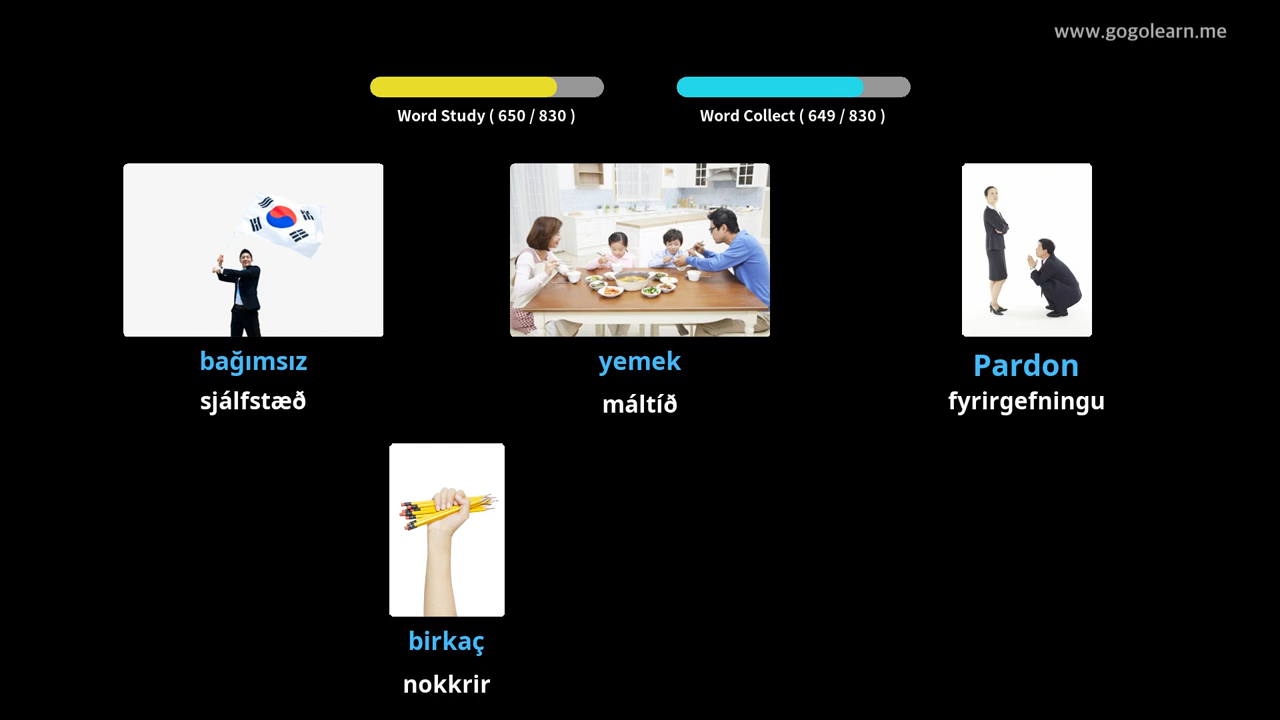 www.gogolearn.me
Word Study ( 650 / 830 )
Word Collect ( 649 / 830 )
bağımsız
sjálfstæð
yemek
máltíð
Pardon
fyrirgefningu
birkaç
nokkrir